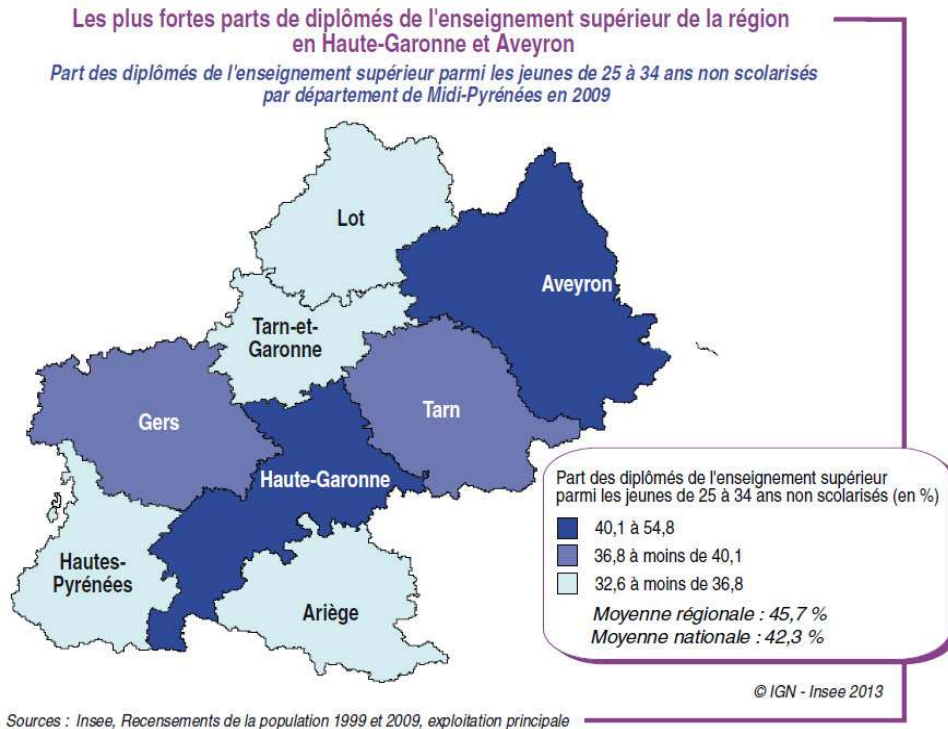 Les plus fortes parts de diplômés de l'enseignement supérieur de la région
en Haute-Garonne et Aveyron
Part des diplômés de l'enseignement supérieur parmi les jeunes de 25 à 34 ans non scolarisés
par département de Midi-Pyrénées en 2009
Lot
Aveyron
Tarn-et-
Garonne
Gers
Tarn
Haute-Garonne
Hautes-
Pyrénées
Ariège
Part des diplômés de l'enseignement supérieur
parmi les jeunes de 25 à 34 ans non scolarisés (en %)
40,1 à 54,8
36,8 à moins de 40,1
32,6 à moins de 36,8
Moyenne régionale : 45,7 %
Moyenne nationale : 42,3 %
© IGN - Insee 2013
Sources : Insee, Recensements de la population 1999 et 2009, exploitation principale